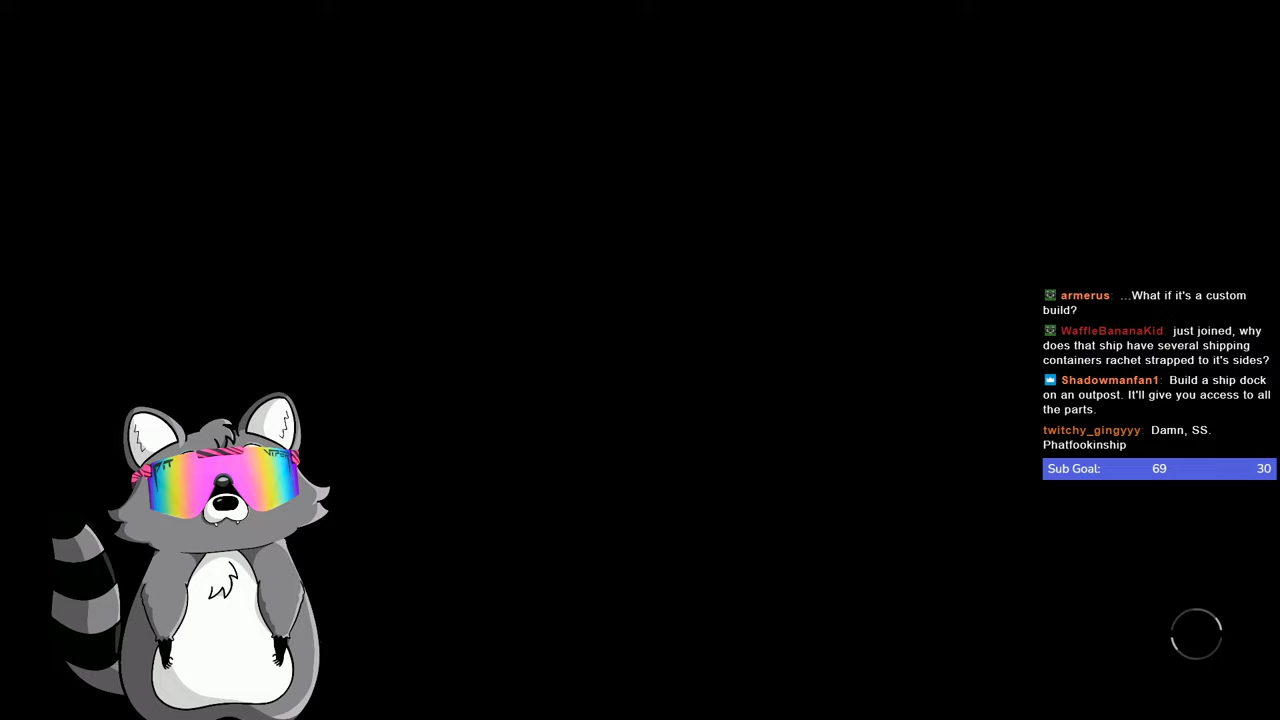 armerus: ...What if it's a custom
build?
WaffleBananaKid: just joined, why
does that ship have several shipping
containers rachet strapped to it's sides?
Shadowmanfan1: Build a ship dock
on an outpost. It'll give you access to all
the parts.
twitchy_gingyyy: Damn, SS.
Phatfookinship
Sub Goal: 69 30
PIT VIPER